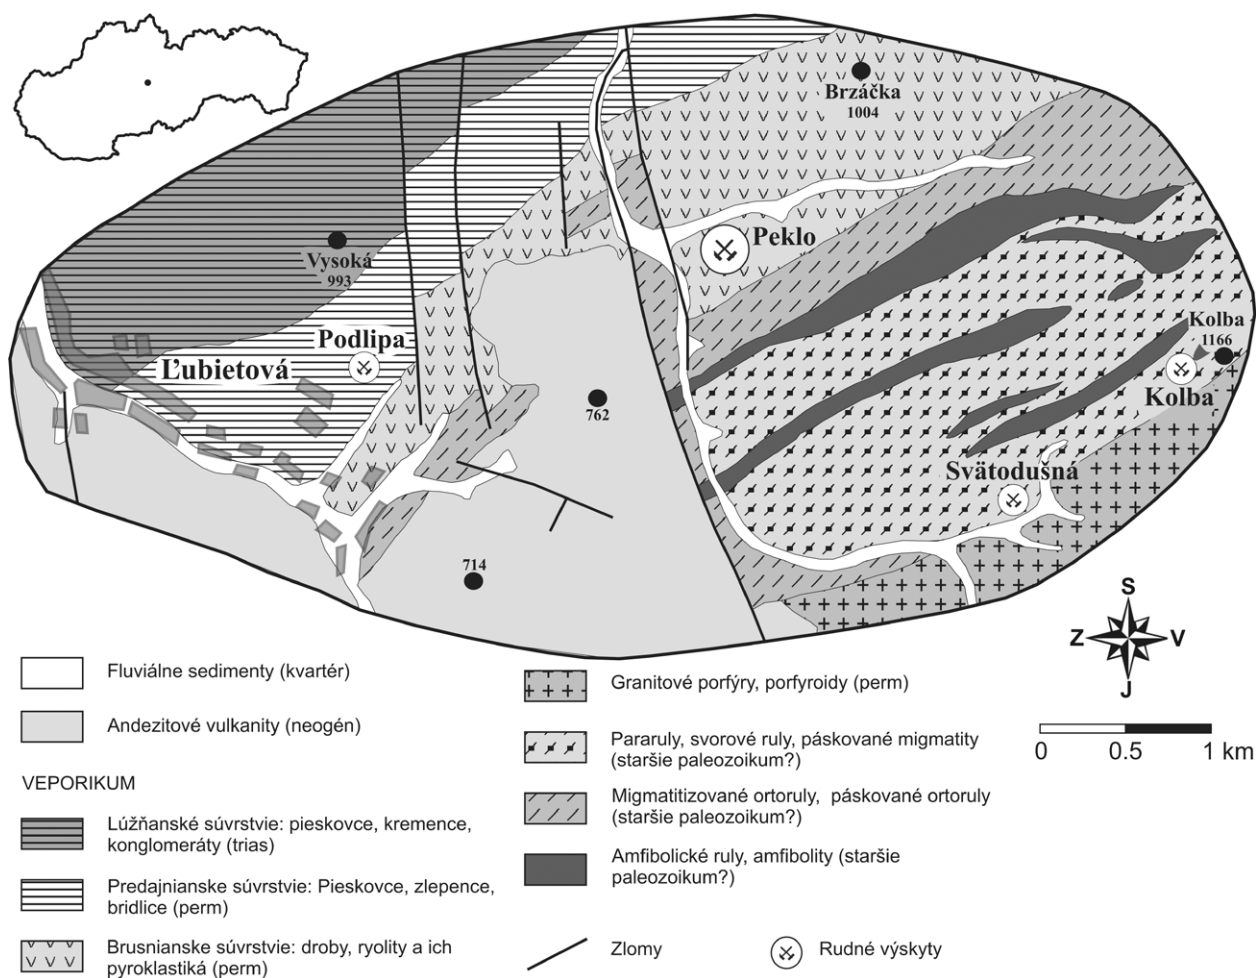 Brzáčka
1004
Peklo
Vysoká
993
Podlipa
Ľubietová
762
Kolba
1166
Kolba
Svätodušná
714
S
Z
V
J
0
0.5
1 km
Fluviálne sedimenty (kvartér)
Andezitové vulkanity (neogén)
VEPORIKUM
Lúžňanské súvrstvie: pieskovce, kremence,
konglomeráty (trias)
Predajnianske súvrstvie: Pieskovce, zlepence,
bridlice (perm)
Brusnianske súvrstvie: droby, ryolity a ich
pyroklastiká (perm)
Granitové porfýry, porfyroidy (perm)
Pararuly, svorové ruly, páskované migmatity
(staršie paleozoikum?)
Migmatitizované ortoruly, páskované ortoruly
(staršie paleozoikum?)
Amfibolické ruly, amfibolity (staršie
paleozoikum?)
Zlomy
Rudné výskyty